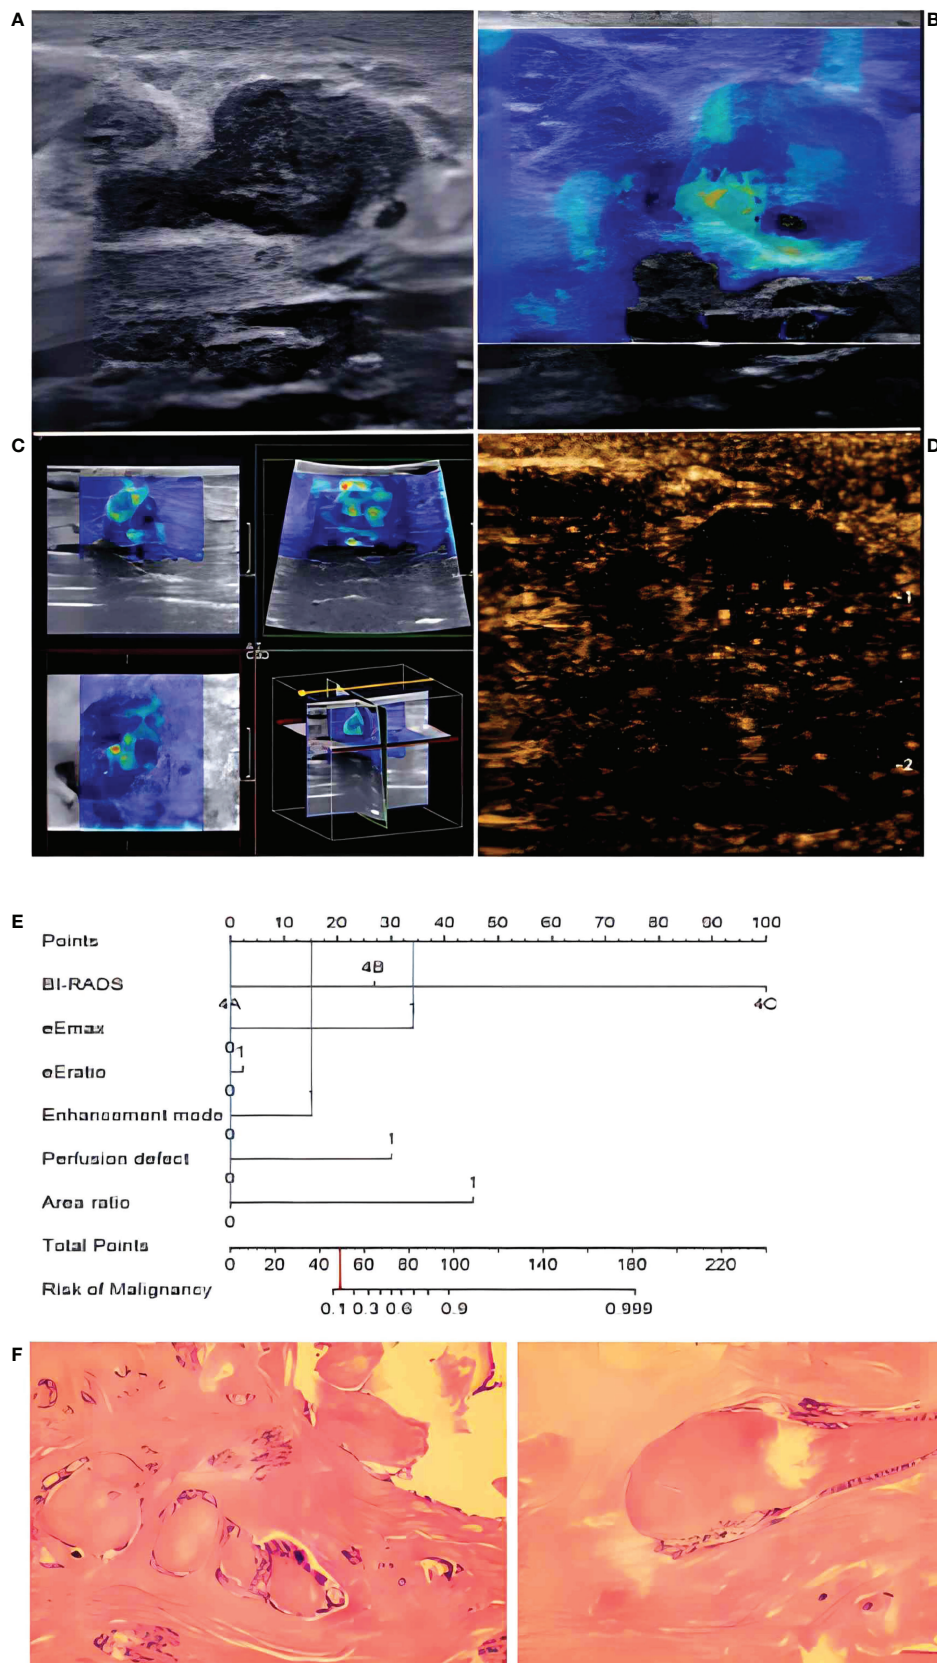 A
B
C
D
-1
-2
E
0 10 20 30 40 50 60 70 80 90 100
Points
4B
BI-RADS
4A 4C
1
eEmax
0 1
eEratio
0
1
Enhancement mode
0
1
Perfusion defect
0
1
Area ratio
0
Total Points
0 20 40 60 80 100 140 180 220
Risk of Malignancy
0.1 0.3 0.6 0.9 0.999
F